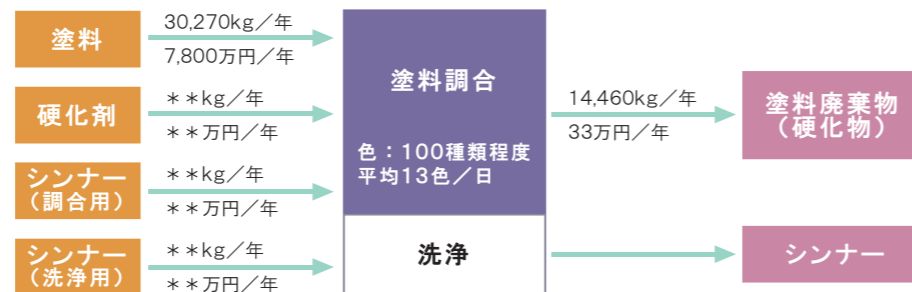 塗料
30,270kg／年
7,800万円／年
硬化剤
＊＊kg／年
＊＊万円／年
シンナー
（調合用）
＊＊kg／年
＊＊万円／年
シンナー
（洗浄用）
＊＊kg／年
＊＊万円／年
塗料調合
色：100種類程度
平均13色／日
洗浄
14,460kg／年
33万円／年
塗料廃棄物
（硬化物）
シンナー